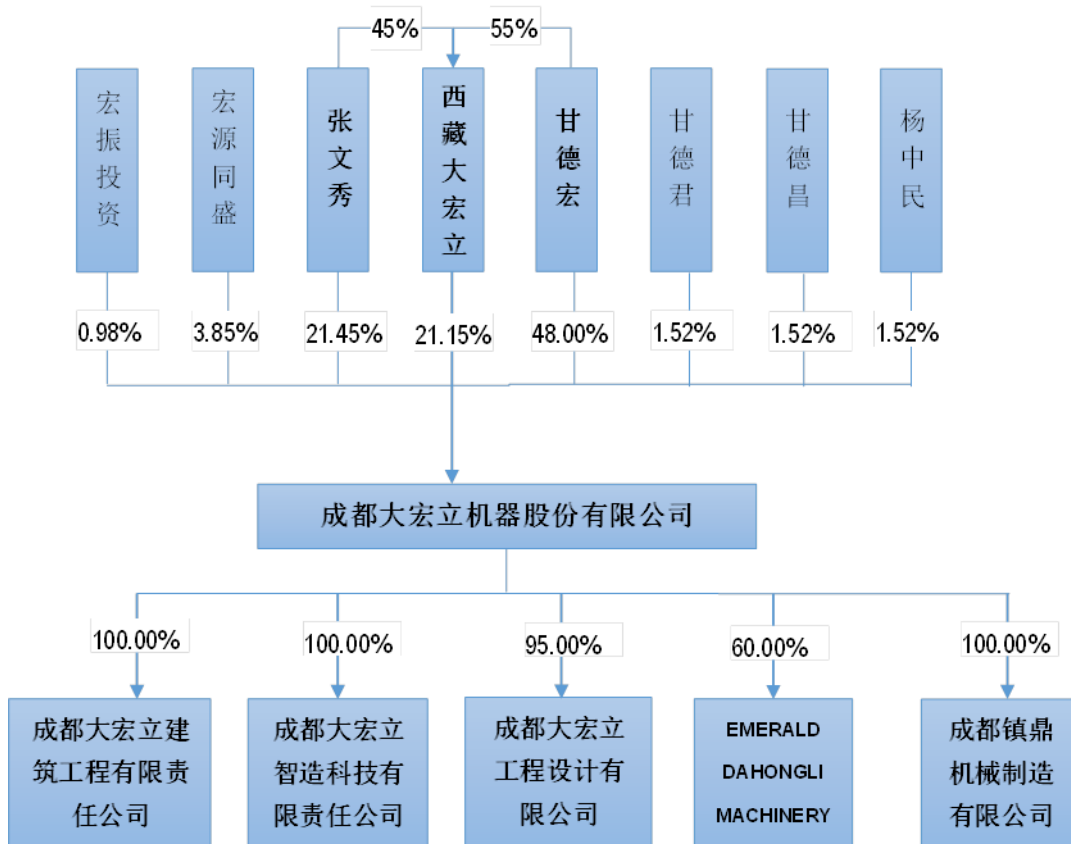 45%
55%
宏振投资
宏源同盛
张文秀
西藏大宏立
甘德宏
甘德君
甘德昌
杨中民
0.98%
3.85%
21.45%
21.15%
48.00%
1.52%
1.52%
1.52%
成都大宏立机器股份有限公司
100.00%
100.00%
95.00%
60.00%
100.00%
成都大宏立建
筑工程有限责
任公司
成都大宏立
智造科技有
限责任公司
成都大宏立
工程设计有
限公司
EMERALD
DAHONGLI
MACHINERY
成都镇鼎
机械制造
有限公司